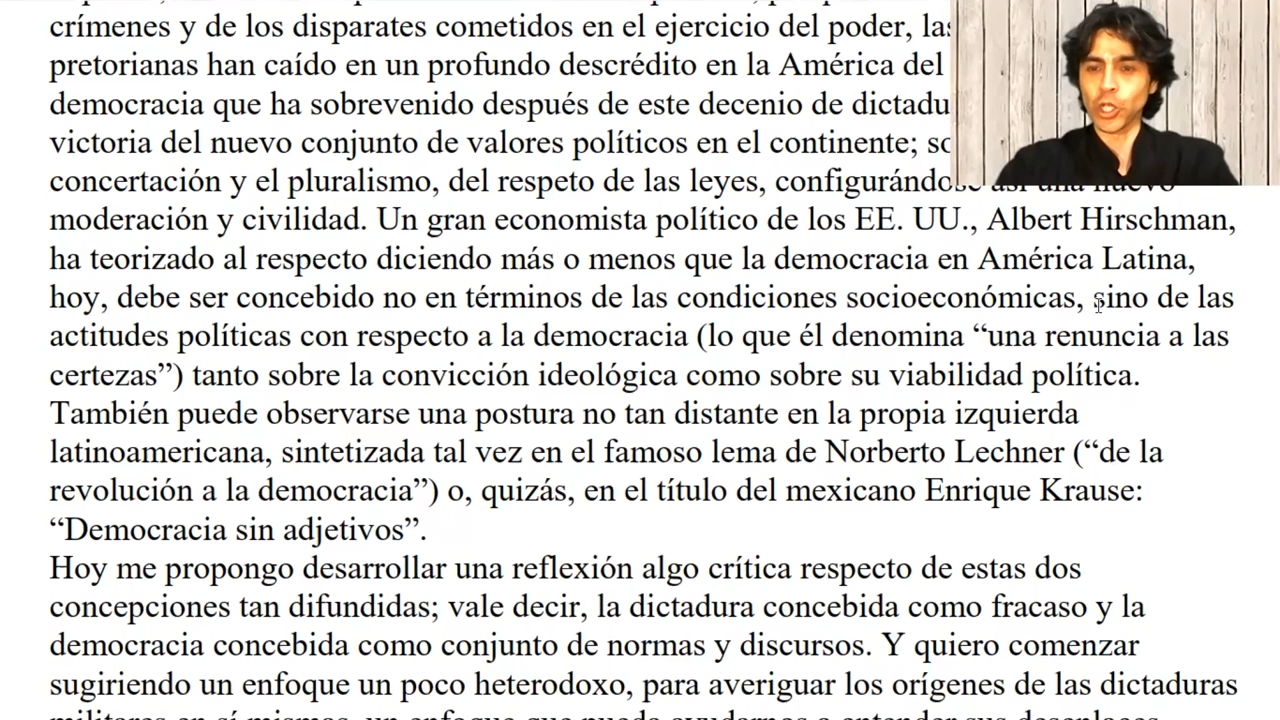 crímenes y de los disparates cometidos en el ejercicio del poder,
pretorianas han caído en un profundo descrédito en la América del
democracia que ha sobrevenido después de este decenio de
victoria del nuevo conjunto de valores políticos en el continente;
concertación y el pluralismo, del respeto de las leyes, configurándose así una nuevo
moderación y civilidad. Un gran economista político de los EE. UU., Albert Hirschman,
ha teorizado al respecto diciendo más o menos que la democracia en América Latina,
hoy, debe ser concebido no en términos de las condiciones socioeconómicas, sino de las
actitudes políticas con respecto a la democracia (lo que él denomina “una renuncia a las
certezas”) tanto sobre la convicción ideológica como sobre su viabilidad política.
También puede observarse una postura no tan distante en la propia izquierda
latinoamericana, sintetizada tal vez en el famoso lema de Norberto Lechner (“de la
revolución a la democracia”) o, quizás, en el título del mexicano Enrique Krause:
“Democracia sin adjetivos”.
Hoy me propongo desarrollar una reflexión algo crítica respecto de estas dos
concepciones tan difundidas; vale decir, la dictadura concebida como fracaso y la
democracia concebida como conjunto de normas y discursos. Y quiero comenzar
sugiriendo un enfoque un poco heterodoxo, para averiguar los orígenes de las dictaduras